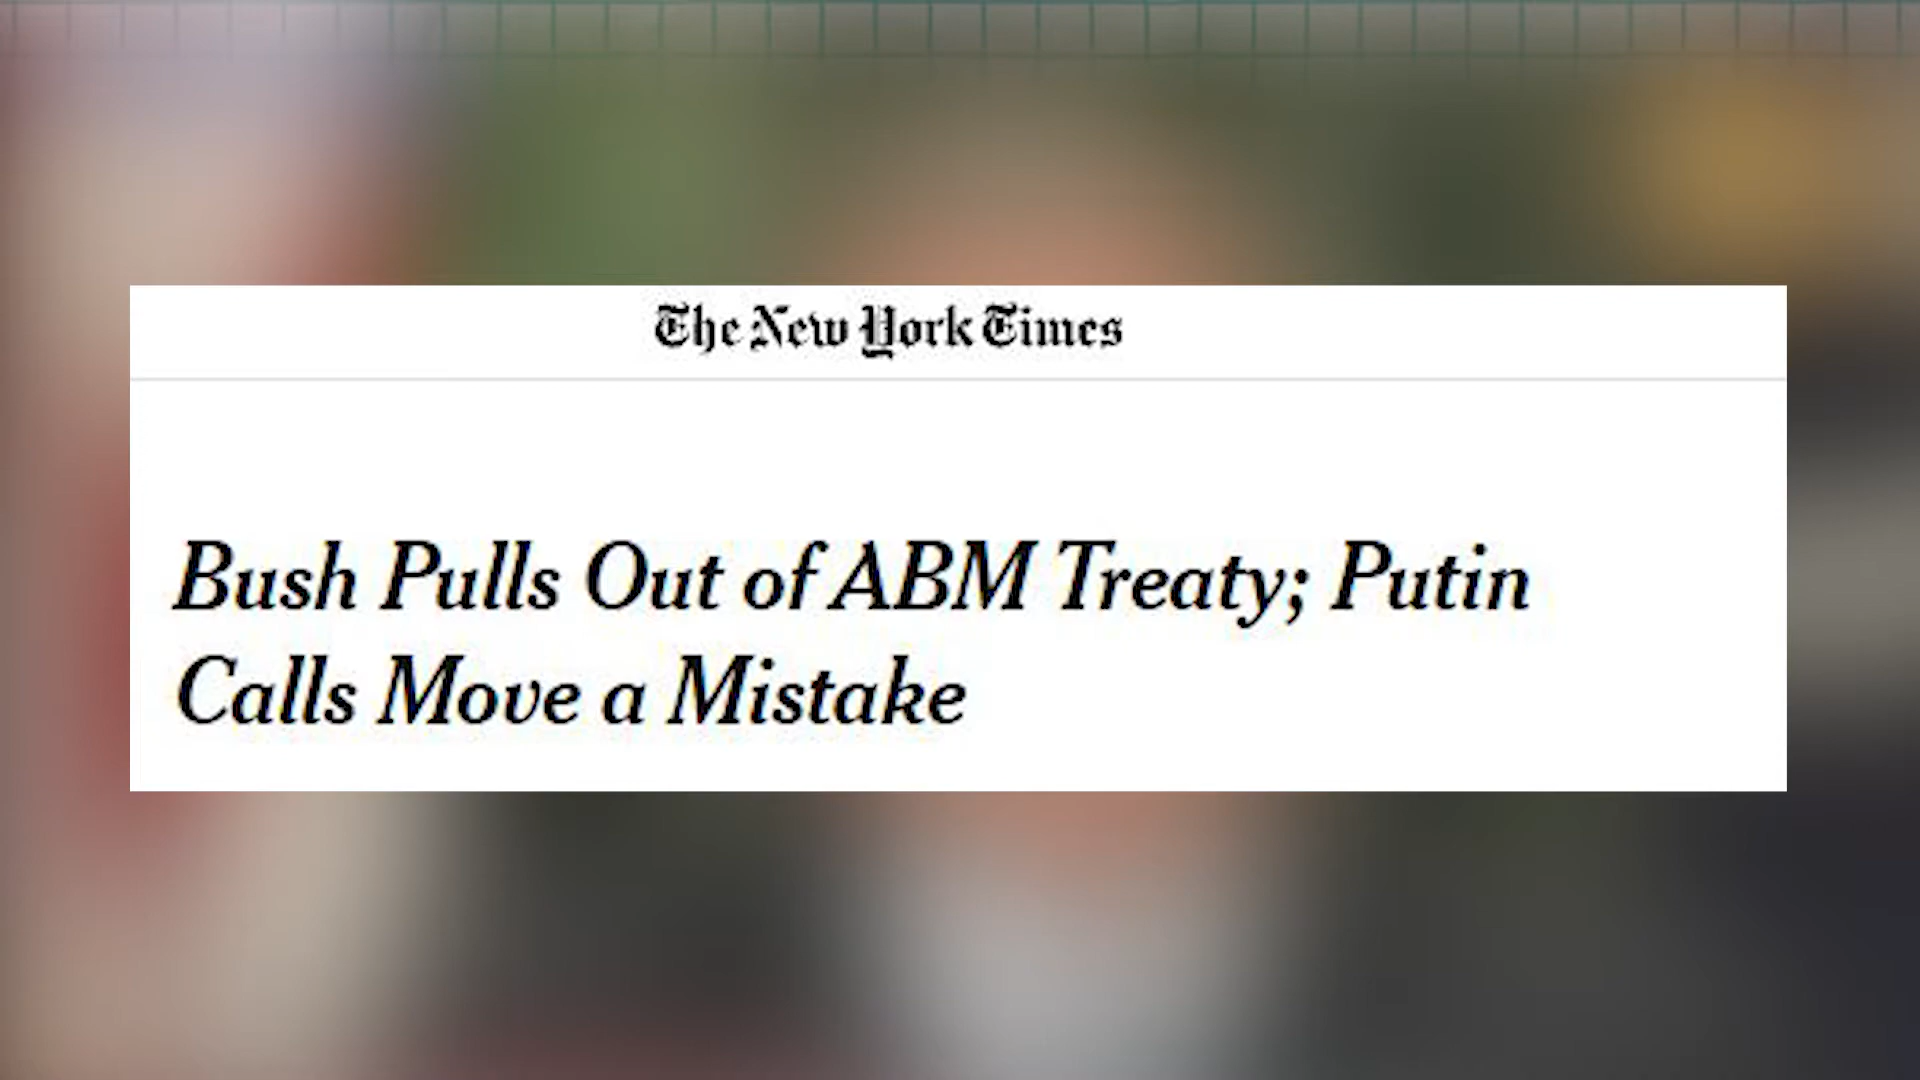 The New York Times
Bush Pulls Out of ABM Treaty; Putin
Calls Move a Mistake